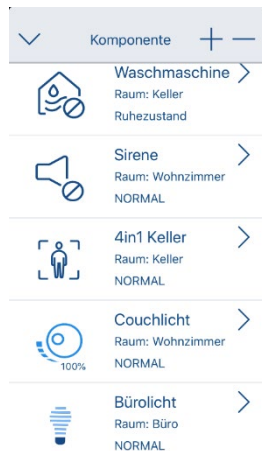 Komponente
Waschmaschine
Raum: Keller
Ruhezustand
Sirene
Raum: Wohnzimmer
NORMAL
4in1 Keller
Raum: Keller
NORMAL
Couchlicht
Raum: Wohnzimmer
100%
NORMAL
Bürolicht
Raum: Büro
NORMAL